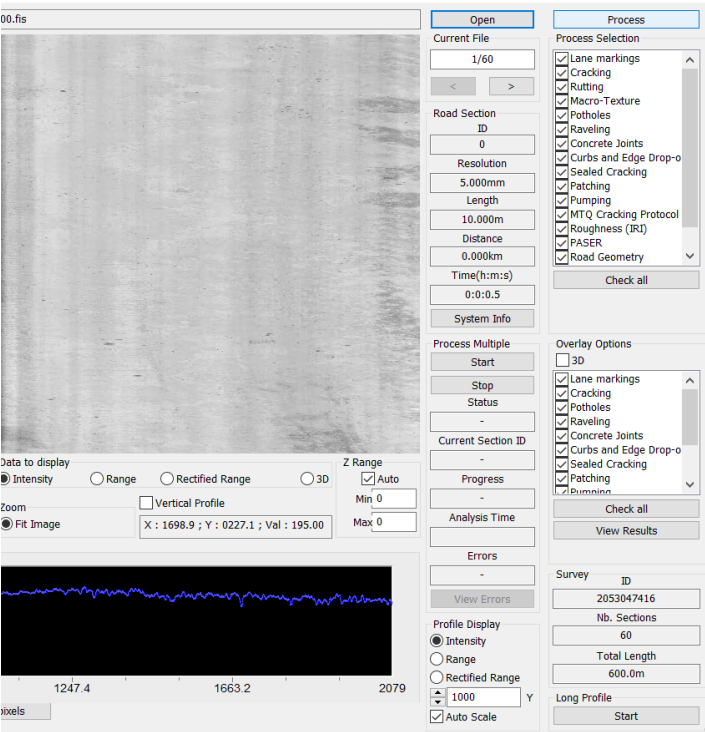 00.fis
Open
Process
Current File
1/60
<
>
Process Selection
Lane markings
Cracking
Rutting
Macro-Texture
Potholes
Raveling
Concrete Joints
Curbs and Edge Drop-o
Sealed Cracking
Patching
Pumping
MTQ Cracking Protocol
Roughness (IRI)
PASER
Road Geometry
Check all
Road Section
ID
0
Resolution
5.000mm
Length
10.000m
Distance
0.000km
Time(h:m:s)
0:0:0.5
System Info
Process Multiple
Start
Stop
Status
-
Current Section ID
-
Progress
-
Analysis Time
Errors
-
View Errors
Overlay Options
3D
Lane markings
Cracking
Potholes
Raveling
Concrete Joints
Curbs and Edge Drop-o
Sealed Cracking
Patching
Pumping
Check all
View Results
Data to display
Intensity
Range
Rectified Range
3D
Z Range
Auto
Min 0
Max 0
Zoom
Fit Image
Vertical Profile
X : 1698.9 ; Y : 0227.1 ; Val : 195.00
1247.4
1663.2
2079
pixels
Profile Display
Intensity
Range
Rectified Range
1000 Y
Auto Scale
Survey
ID
2053047416
Nb. Sections
60
Total Length
600.0m
Long Profile
Start